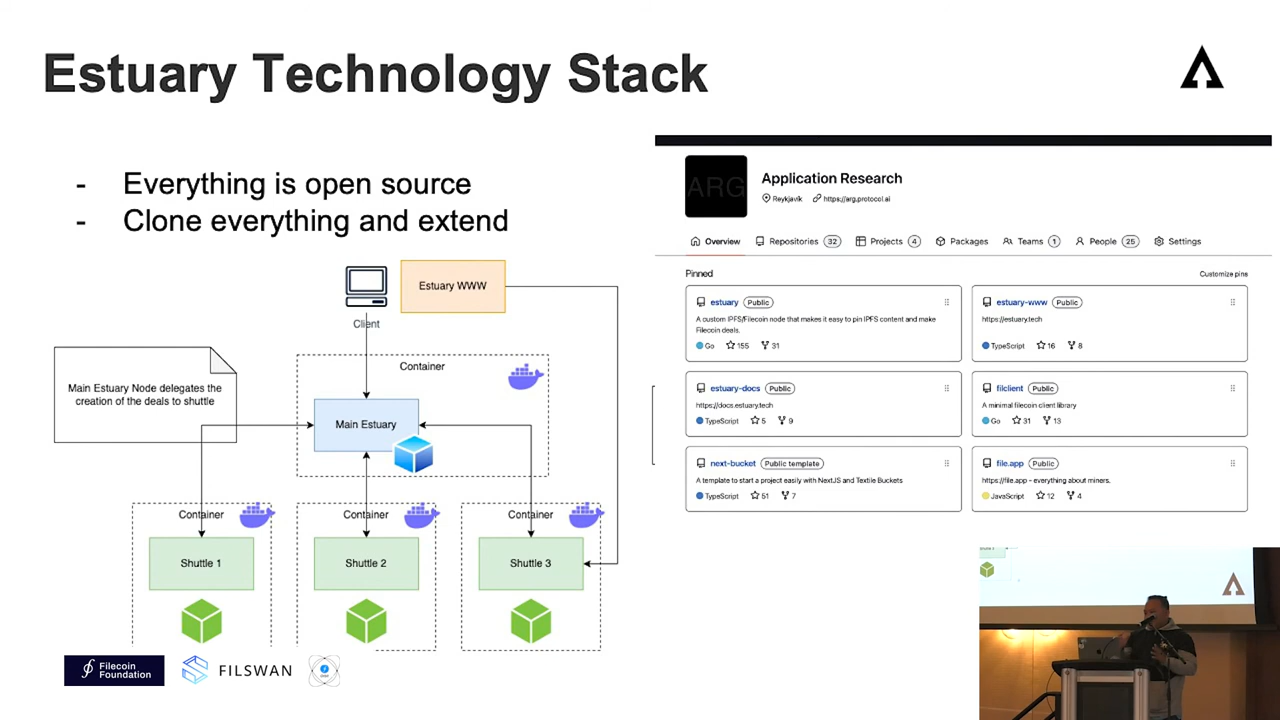 Estuary Technology Stack
- Everything is open source
- Clone everything and extend
Client
Estuary WWW
Main Estuary Node delegates the
creation of the deals to shuttle
Container
Main Estuary
Container
Shuttle 1
Container
Shuttle 2
Container
Shuttle 3
Filecoin
Foundation
FILSWAN
ARG
Application Research
Reykjavík https://arg.protocol.ai
Overview Repositories 32 Projects 4 Packages Teams 1 People 25 Settings
Pinned Customize pins
estuary Public
A custom IPFS/Filecoin node that makes it easy to pin IPFS content and make
Filecoin deals.
Go 155 31
estuary-www Public
https://estuary.tech
TypeScript 16 8
estuary-docs Public
https://docs.estuary.tech
TypeScript 5 9
filclient Public
A minimal filecoin client library
Go 31 13
next-bucket Public template
A template to start a project easily with NextJS and Textile Buckets
TypeScript 51 7
file.app Public
https://file.app - everything about miners.
JavaScript 12 4